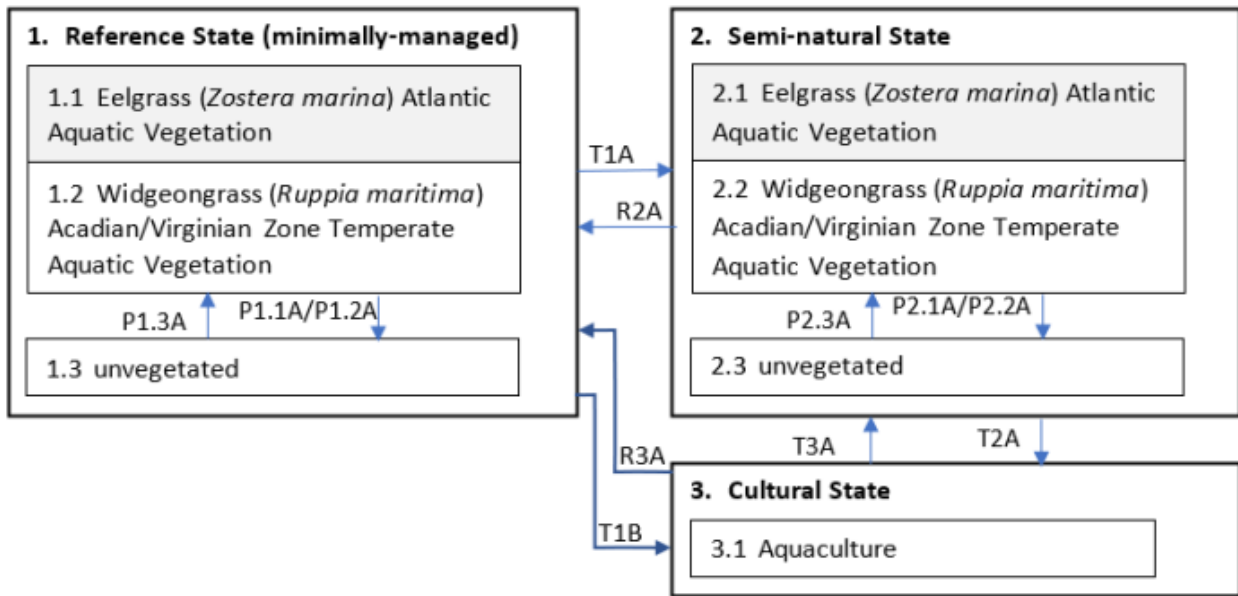 1. Reference State (minimally-managed)
1.1 Eelgrass (Zostera marina) Atlantic
Aquatic Vegetation
1.2 Widgeongrass (Ruppia maritima)
Acadian/Virginian Zone Temperate
Aquatic Vegetation
P1.3A
P1.1A/P1.2A
1.3 unvegetated
T1A
R2A
2. Semi-natural State
2.1 Eelgrass (Zostera marina) Atlantic
Aquatic Vegetation
2.2 Widgeongrass (Ruppia maritima)
Acadian/Virginian Zone Temperate
Aquatic Vegetation
P2.3A
P2.1A/P2.2A
2.3 unvegetated
T3A
T2A
R3A
T1B
3. Cultural State
3.1 Aquaculture